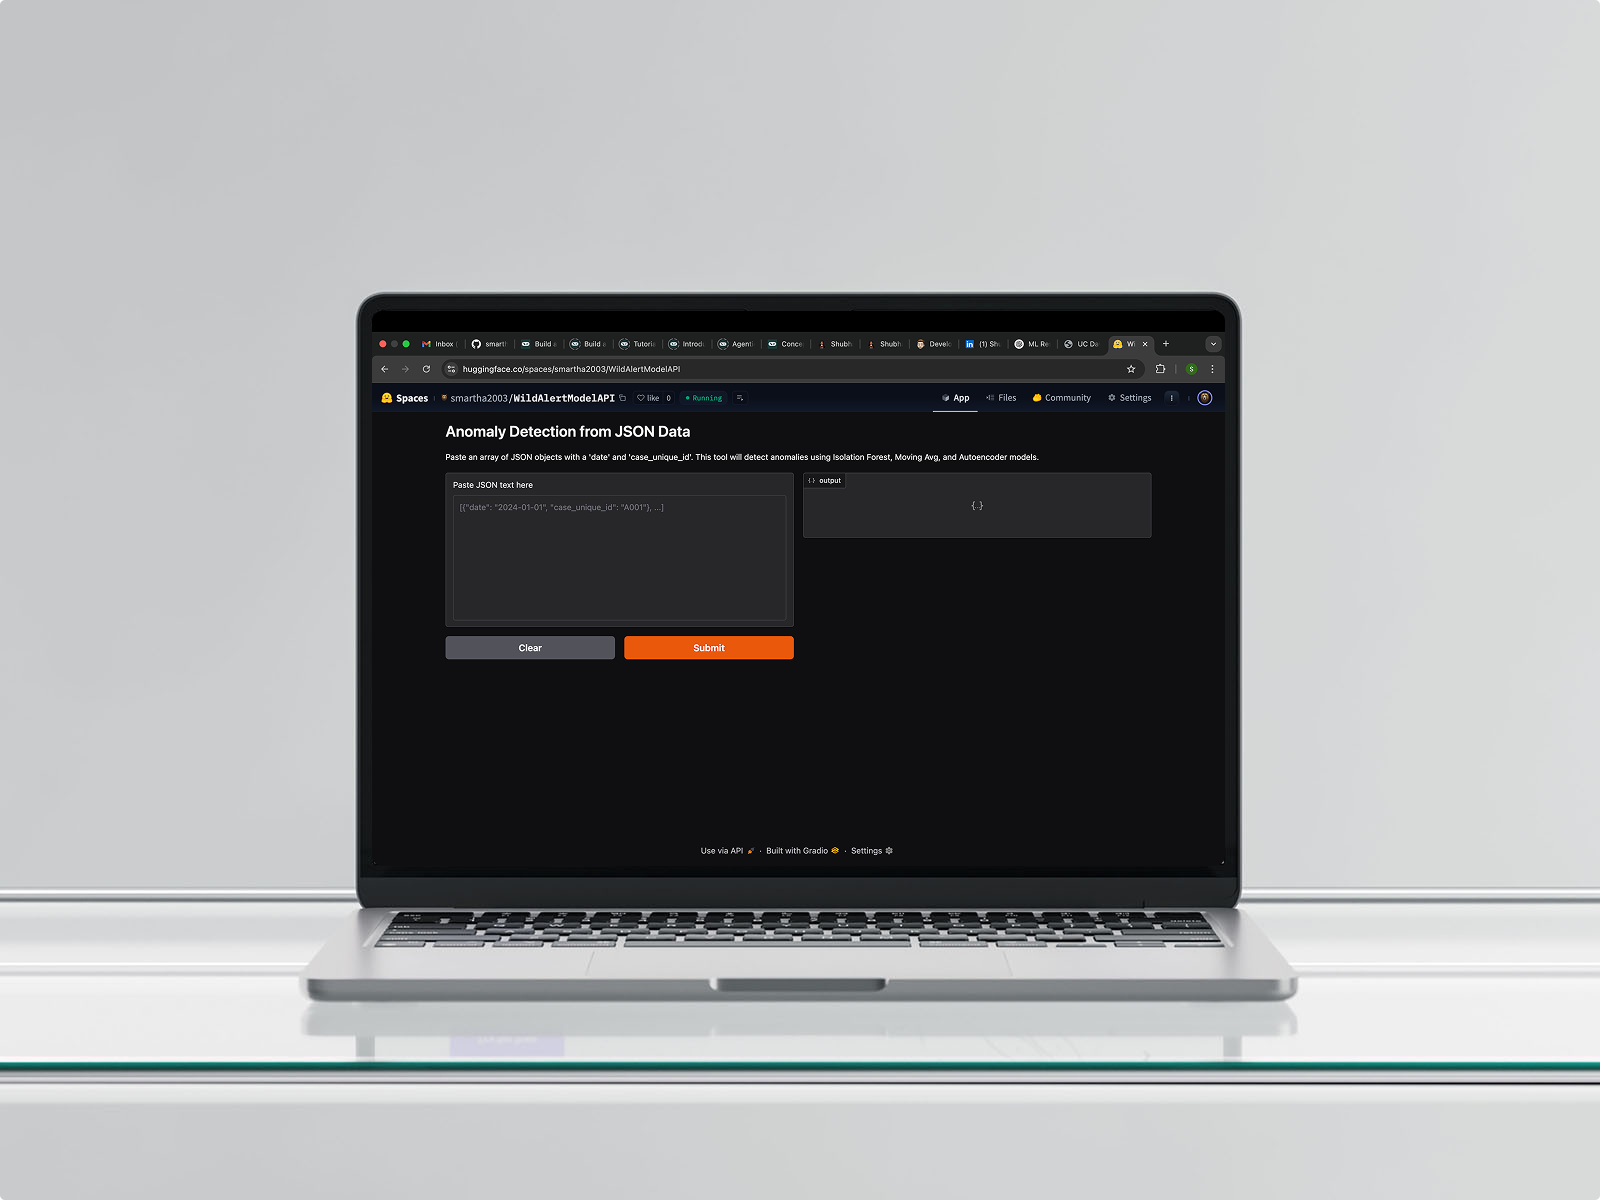 Inbox
smart
Build a
Build a
Tutoria
Introdu
Agenti
Conce
Shubh
Shubh
Develo
(1) Sh
ML Re
UC Da
Wi
huggingface.co/spaces/smartha2003/WildAlertModelAPI
S
Spaces smartha2003/WildAlertModelAPI like 0 Running
App Files Community Settings
Anomaly Detection from JSON Data
Paste an array of JSON objects with a 'date' and 'case_unique_id'. This tool will detect anomalies using Isolation Forest, Moving Avg, and Autoencoder models.
Paste JSON text here
[{"date": "2024-01-01", "case_unique_id": "A001"}, ...]
{} output
{..}
Clear
Submit
Use via API · Built with Gradio · Settings